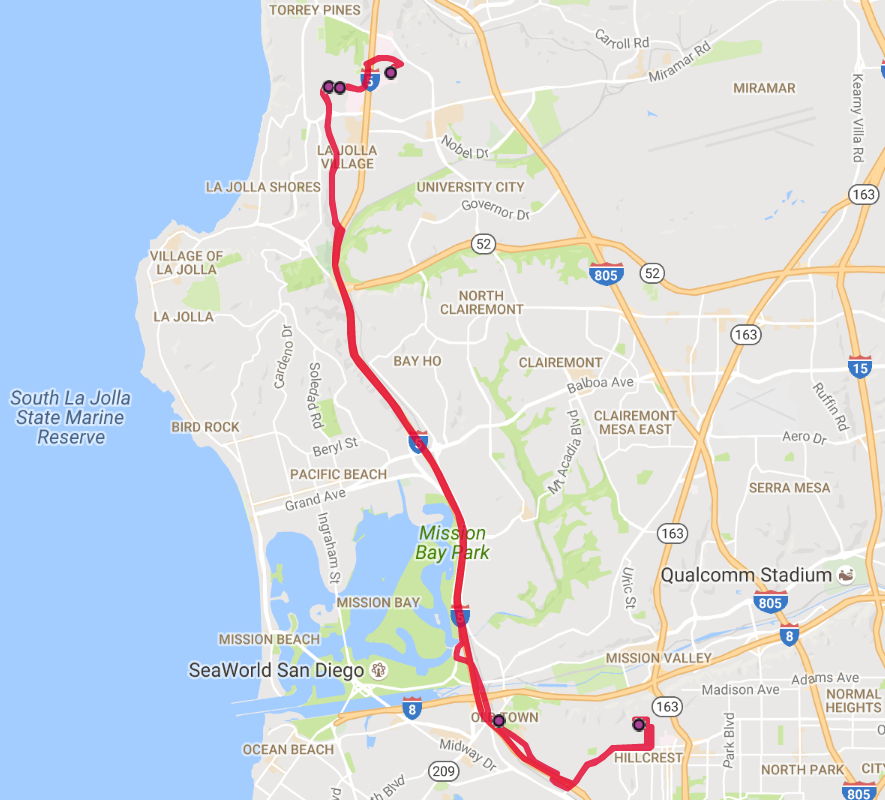 TORREY PINES
Carroll Rd
Miramar Rd
5
MIRAMAR
Kearny Villa Rd
Nobel Dr
LA JOLLA
VILLAGE
LA JOLLA SHORES
UNIVERSITY CITY
163
Governor Dr
52
VILLAGE OF
LA JOLLA
805
52
NORTH
CLAIREMONT
LA JOLLA
163
Cardeno Dr
BAY HO
CLAIREMONT
15
Soledad Rd
Balboa Ave
South La Jolla
State Marine
Reserve
Ruffin Rd
CLAIREMONT
MESA EAST
BIRD ROCK
Mt Acadia Blvd
Aero Dr
5
Beryl St
PACIFIC BEACH
SERRA MESA
Grand Ave
Ingraham St
Mission
Bay Park
163
Qualcomm Stadium
Ulric St
MISSION BAY
805
5
8
MISSION BEACH
MISSION VALLEY
SeaWorld San Diego
Adams Ave
Madison Ave
NORMAL
HEIGHTS
163
8
OLD TOWN
Park Blvd
OCEAN BEACH
Midway Dr
HILLCREST
209
NORTH PARK
CITY
th Blvd
805